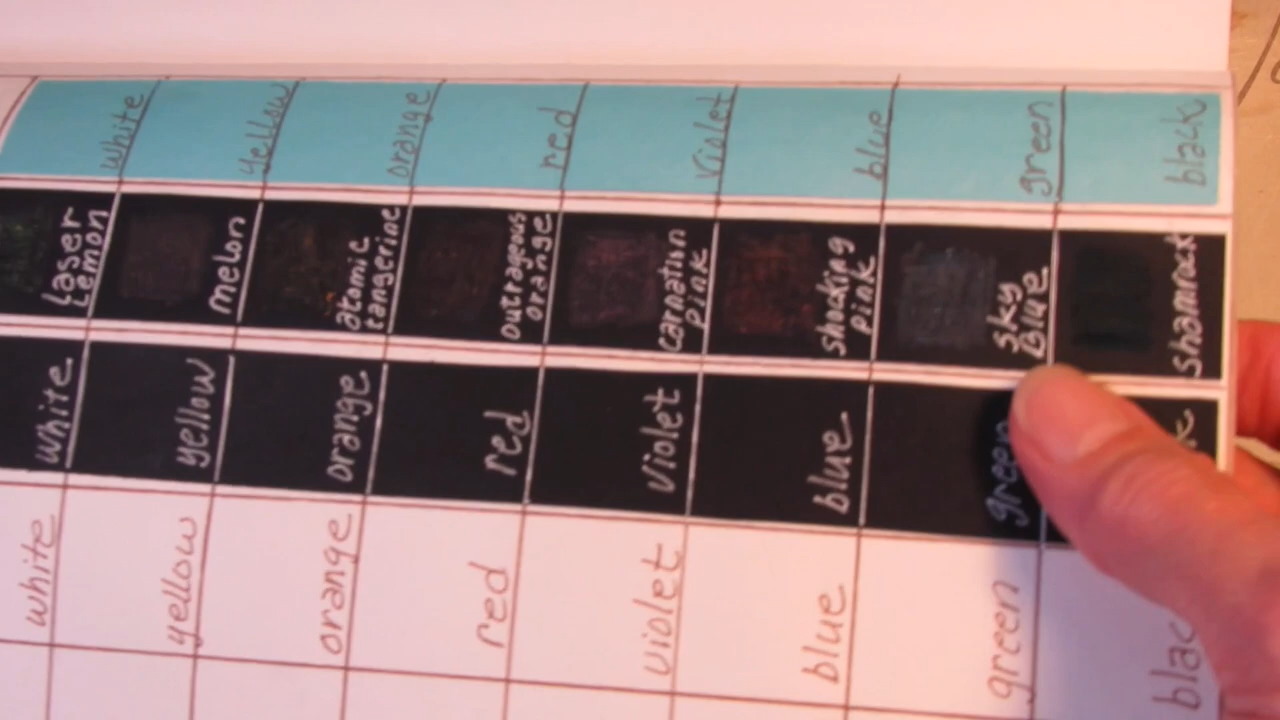 white
yellow
orange
red
violet
blue
green
black
Laser
Lemon
melon
atomic
tangerine
outrageous
orange
carnation
pink
shocking
pink
sky
Blue
shamrock
white
yellow
orange
red
violet
blue
green
white
yellow
orange
red
violet
blue
green